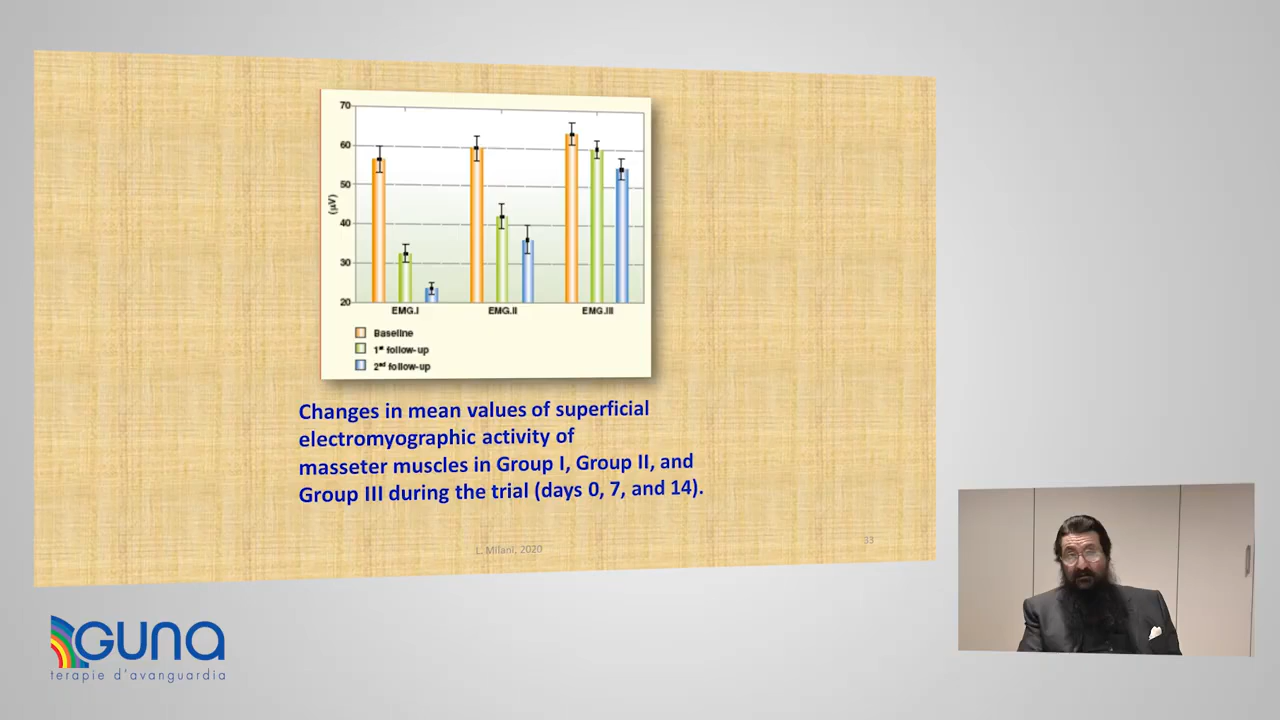 70
60
50
40
30
20
(µV)
EMG.I EMG.II EMG.III
Baseline
1st follow-up
2nd follow-up
Changes in mean values of superficial
electromyographic activity of
masseter muscles in Group I, Group II, and
Group III during the trial (days 0, 7, and 14).
L. Milani, 2020
33
GUNA
terapie d'avanguardia